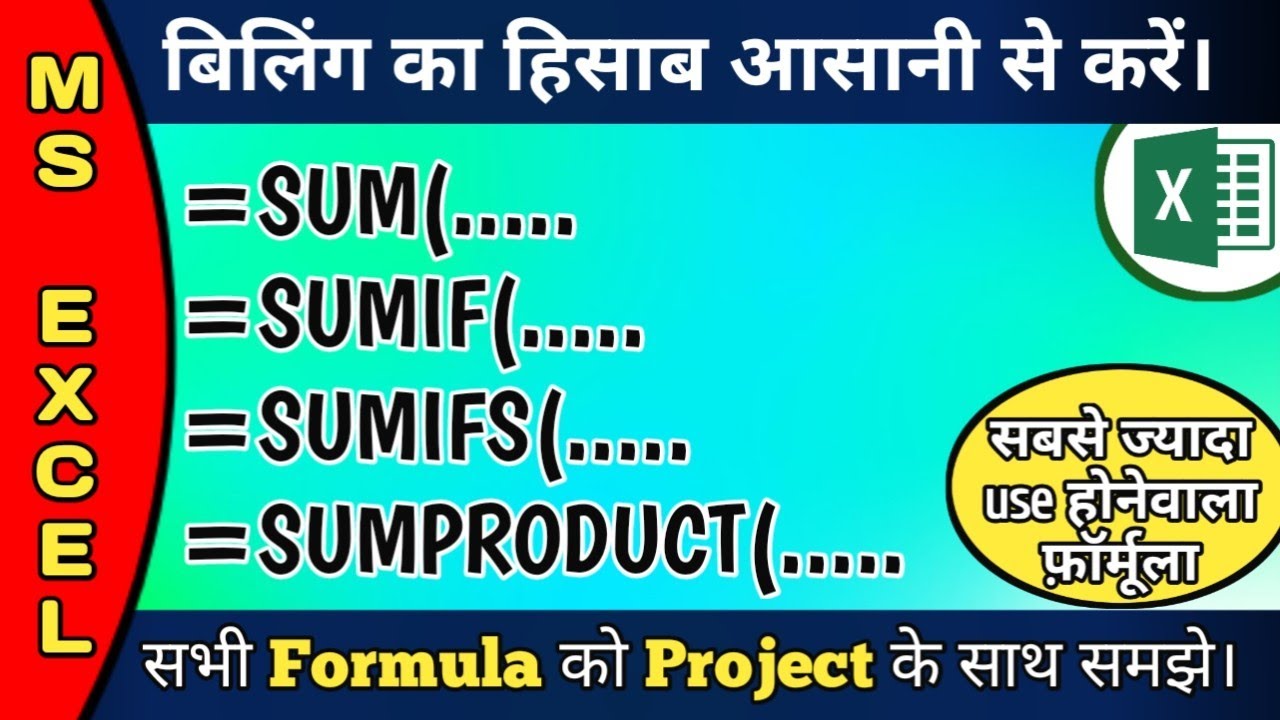 बिलिंग का हिसाब आसानी से करें।
MS EXCEL
=SUM(.....
=SUMIF(.....
=SUMIFS(.....
=SUMPRODUCT(.....
X
सबसे ज्यादा
use होनेवाला
फ़ॉर्मूला
सभी Formula को Project के साथ समझे।